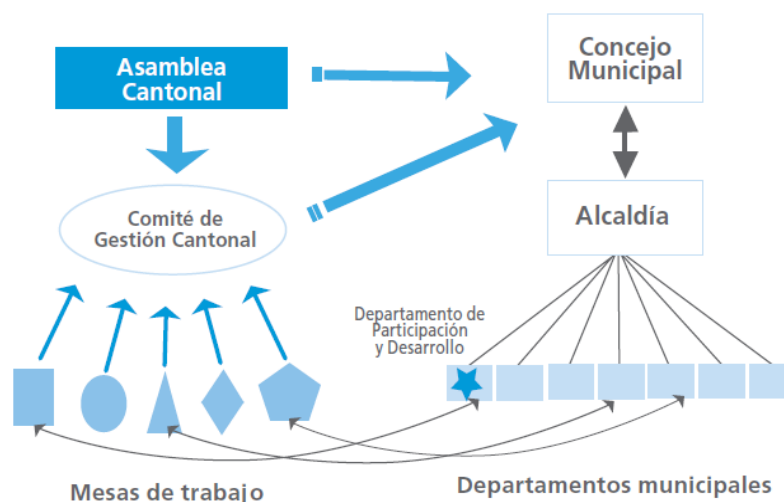 Asamblea
Cantonal
Concejo
Municipal
Comité de
Gestión Cantonal
Alcaldía
Departamento de
Participación
y Desarrollo
Mesas de trabajo
Departamentos municipales